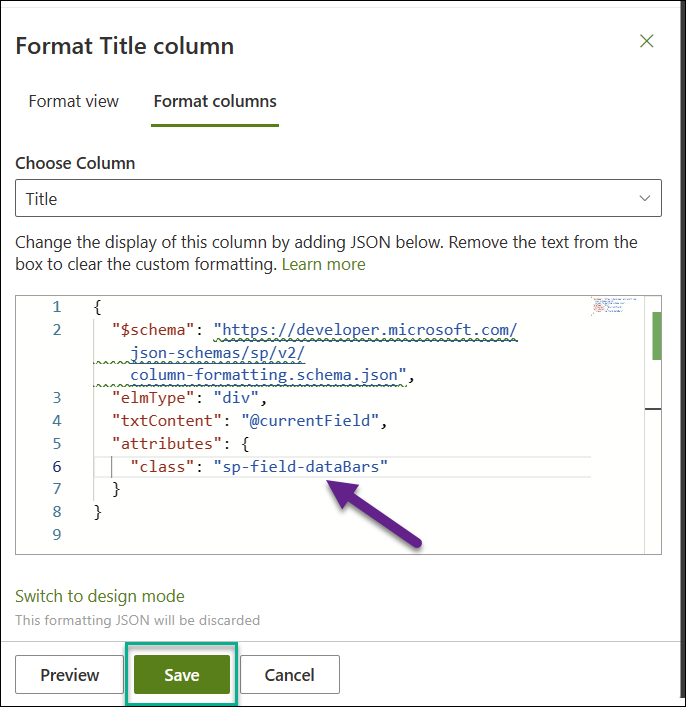 Format Title column
Format view
Format columns
Choose Column
Title
Change the display of this column by adding JSON below. Remove the text from the
box to clear the custom formatting. Learn more
1 {
2 "$schema": "https://developer.microsoft.com/
json-schemas/sp/v2/
column-formatting.schema.json",
3 "elmType": "div",
4 "txtContent": "@currentField",
5 "attributes": {
6 "class": "sp-field-dataBars"
7 }
8 }
9
Switch to design mode
This formatting JSON will be discarded
Preview
Save
Cancel